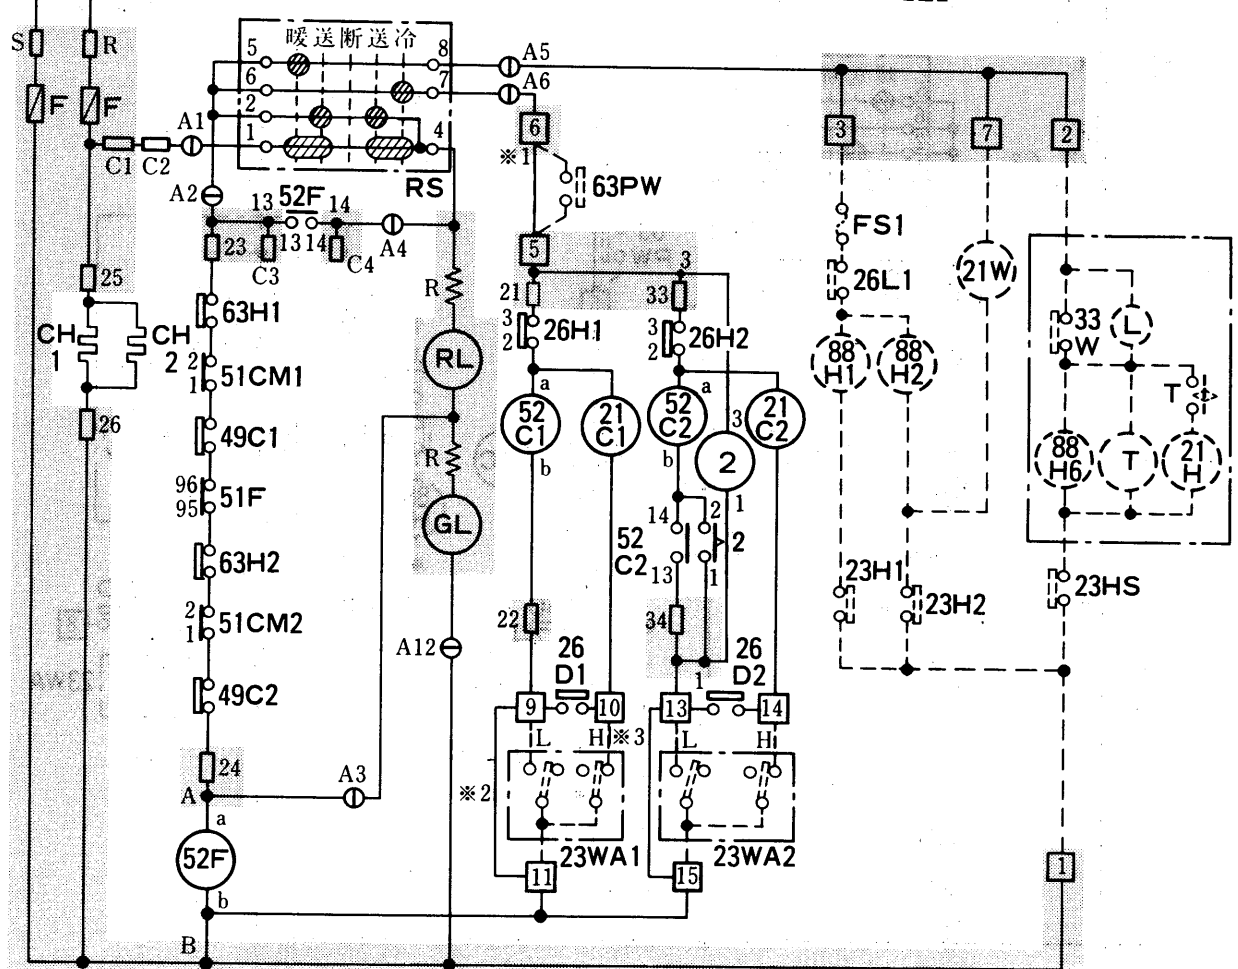 暖送断送冷
S R 5 8 A5
6 7 A6
F F A1 2 6 3 7 2
1 4 ※1
C1 C2 RS 63PW
A2 13 52F 14 FS1
23 13 14 A4 5 3 21W
C3 C4 26L1
25 R 21 33 33 L
63H1 3 26H1 3 26H2 W
2 2 88 88
CH CH H1 H2
1 2 2 51CM1 RL a a T
1 52 21 52 21
C1 C1 C2 3 C2
26 49C1 R b b 2 88 T 21
H6 H
96 51F GL 14 2 1
95 52 2
63H2 C2 13 1 23H1 23HS
2 51CM2 22 34 23H2
1 A12 26 26
D1 1 D2
49C2 9 10 13 14
L H ※3 L H
24 A3
A ※2
a
52F 23WA1 23WA2 1
11 15
b
B